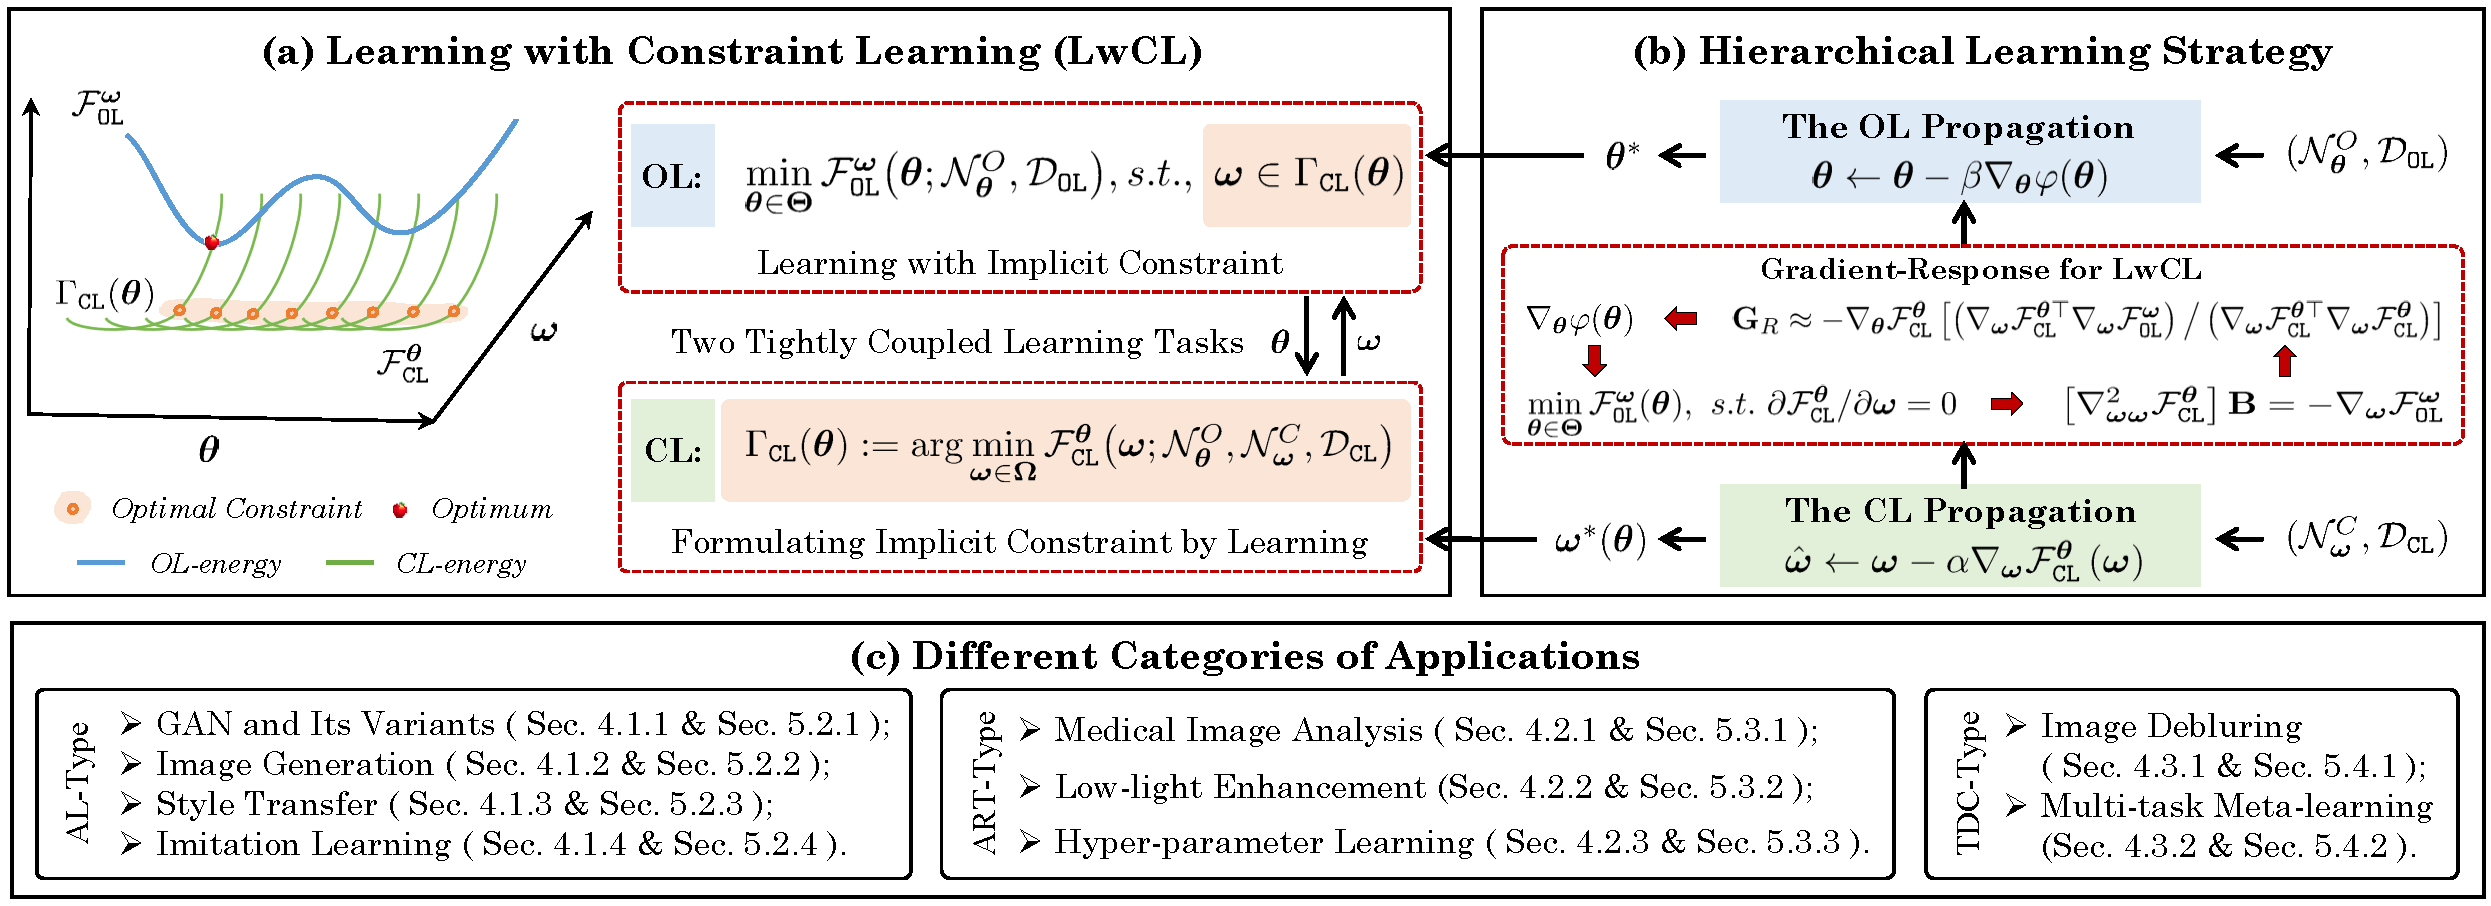 (a) Learning with Constraint Learning (LwCL)
$\mathcal{F}_{\mathtt{OL}}^{\boldsymbol{\omega}}$
$\Gamma_{\mathtt{CL}}(\boldsymbol{\theta})$
$\mathcal{F}_{\mathtt{CL}}^{\boldsymbol{\theta}}$
$\boldsymbol{\omega}$
$\boldsymbol{\theta}$
Optimal Constraint
Optimum
OL-energy
CL-energy
OL: $\min_{\boldsymbol{\theta}\in\boldsymbol{\Theta}} \mathcal{F}_{\mathtt{OL}}^{\boldsymbol{\omega}}(\boldsymbol{\theta}; \mathcal{N}_{\boldsymbol{\theta}}^{O}, \mathcal{D}_{\mathtt{OL}}), s.t., \boldsymbol{\omega} \in \Gamma_{\mathtt{CL}}(\boldsymbol{\theta})$
Learning with Implicit Constraint
Two Tightly Coupled Learning Tasks $\boldsymbol{\theta}$ $\boldsymbol{\omega}$
CL: $\Gamma_{\mathtt{CL}}(\boldsymbol{\theta}) := \arg\min_{\boldsymbol{\omega}\in\boldsymbol{\Omega}} \mathcal{F}_{\mathtt{CL}}^{\boldsymbol{\theta}}(\boldsymbol{\omega}; \mathcal{N}_{\boldsymbol{\theta}}^{O}, \mathcal{N}_{\boldsymbol{\omega}}^{C}, \mathcal{D}_{\mathtt{CL}})$
Formulating Implicit Constraint by Learning
(b) Hierarchical Learning Strategy
$\boldsymbol{\theta}^{*}$
The OL Propagation
$\boldsymbol{\theta} \leftarrow \boldsymbol{\theta} - \beta\nabla_{\boldsymbol{\theta}}\varphi(\boldsymbol{\theta})$
$(\mathcal{N}_{\boldsymbol{\theta}}^{O}, \mathcal{D}_{\mathtt{OL}})$
Gradient-Response for LwCL
$\nabla_{\boldsymbol{\theta}}\varphi(\boldsymbol{\theta})$ $\mathbf{G}_{R} \approx -\nabla_{\boldsymbol{\theta}}\mathcal{F}_{\mathtt{CL}}^{\boldsymbol{\theta}} [(\nabla_{\boldsymbol{\omega}}\mathcal{F}_{\mathtt{CL}}^{\boldsymbol{\theta}\top} \nabla_{\boldsymbol{\omega}}\mathcal{F}_{\mathtt{OL}}^{\boldsymbol{\omega}}) / (\nabla_{\boldsymbol{\omega}}\mathcal{F}_{\mathtt{CL}}^{\boldsymbol{\theta}\top} \nabla_{\boldsymbol{\omega}}\mathcal{F}_{\mathtt{CL}}^{\boldsymbol{\theta}})]$
$\min_{\boldsymbol{\theta}\in\boldsymbol{\Theta}} \mathcal{F}_{\mathtt{OL}}^{\boldsymbol{\omega}}(\boldsymbol{\theta}), s.t. \partial\mathcal{F}_{\mathtt{CL}}^{\boldsymbol{\theta}}/\partial\boldsymbol{\omega} = 0$ $[\nabla_{\boldsymbol{\omega}\boldsymbol{\omega}}^{2}\mathcal{F}_{\mathtt{CL}}^{\boldsymbol{\theta}}] \mathbf{B} = -\nabla_{\boldsymbol{\omega}}\mathcal{F}_{\mathtt{OL}}^{\boldsymbol{\omega}}$
$\boldsymbol{\omega}^{*}(\boldsymbol{\theta})$
The CL Propagation
$\hat{\boldsymbol{\omega}} \leftarrow \boldsymbol{\omega} - \alpha\nabla_{\boldsymbol{\omega}}\mathcal{F}_{\mathtt{CL}}^{\boldsymbol{\theta}}(\boldsymbol{\omega})$
$(\mathcal{N}_{\boldsymbol{\omega}}^{C}, \mathcal{D}_{\mathtt{CL}})$
(c) Different Categories of Applications
AL-Type
➢ GAN and Its Variants ( Sec. 4.1.1 & Sec. 5.2.1 );
➢ Image Generation ( Sec. 4.1.2 & Sec. 5.2.2 );
➢ Style Transfer ( Sec. 4.1.3 & Sec. 5.2.3 );
➢ Imitation Learning ( Sec. 4.1.4 & Sec. 5.2.4 ).
ART-Type
➢ Medical Image Analysis ( Sec. 4.2.1 & Sec. 5.3.1 );
➢ Low-light Enhancement (Sec. 4.2.2 & Sec. 5.3.2 );
➢ Hyper-parameter Learning ( Sec. 4.2.3 & Sec. 5.3.3 ).
TDC-Type
➢ Image Debluring
( Sec. 4.3.1 & Sec. 5.4.1 );
➢ Multi-task Meta-learning
(Sec. 4.3.2 & Sec. 5.4.2 ).